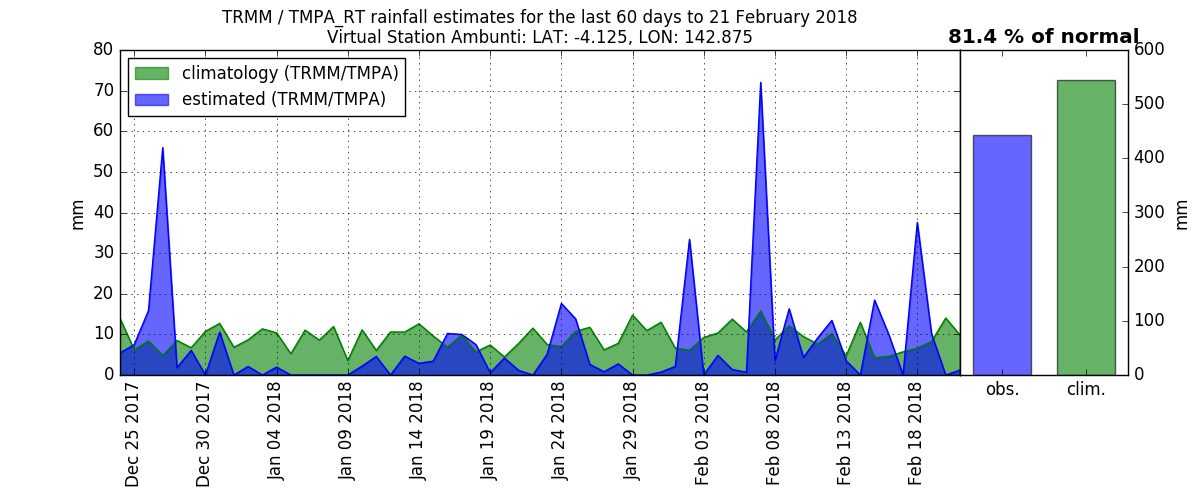 TRMM / TMPA_RT rainfall estimates for the last 60 days to 21 February 2018
Virtual Station Ambunti: LAT: -4.125, LON: 142.875
81.4 % of normal
climatology (TRMM/TMPA)
estimated (TRMM/TMPA)
mm
80
70
60
50
40
30
20
10
0
Dec 25 2017
Dec 30 2017
Jan 04 2018
Jan 09 2018
Jan 14 2018
Jan 19 2018
Jan 24 2018
Jan 29 2018
Feb 03 2018
Feb 08 2018
Feb 13 2018
Feb 18 2018
obs.
clim.
600
500
400
300
200
100
0
mm